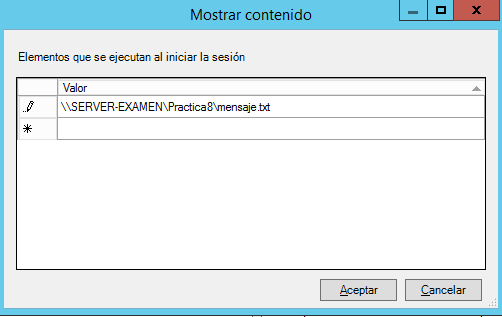 Mostrar contenido
Elementos que se ejecutan al iniciar la sesión
Valor
\\SERVER-EXAMEN\Practica8\mensaje.txt
Aceptar
Cancelar